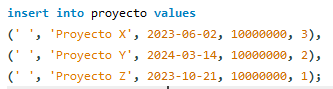 insert into proyecto values
(' ', 'Proyecto X', 2023-06-02, 10000000, 3),
(' ', 'Proyecto Y', 2024-03-14, 10000000, 2),
(' ', 'Proyecto Z', 2023-10-21, 10000000, 1);